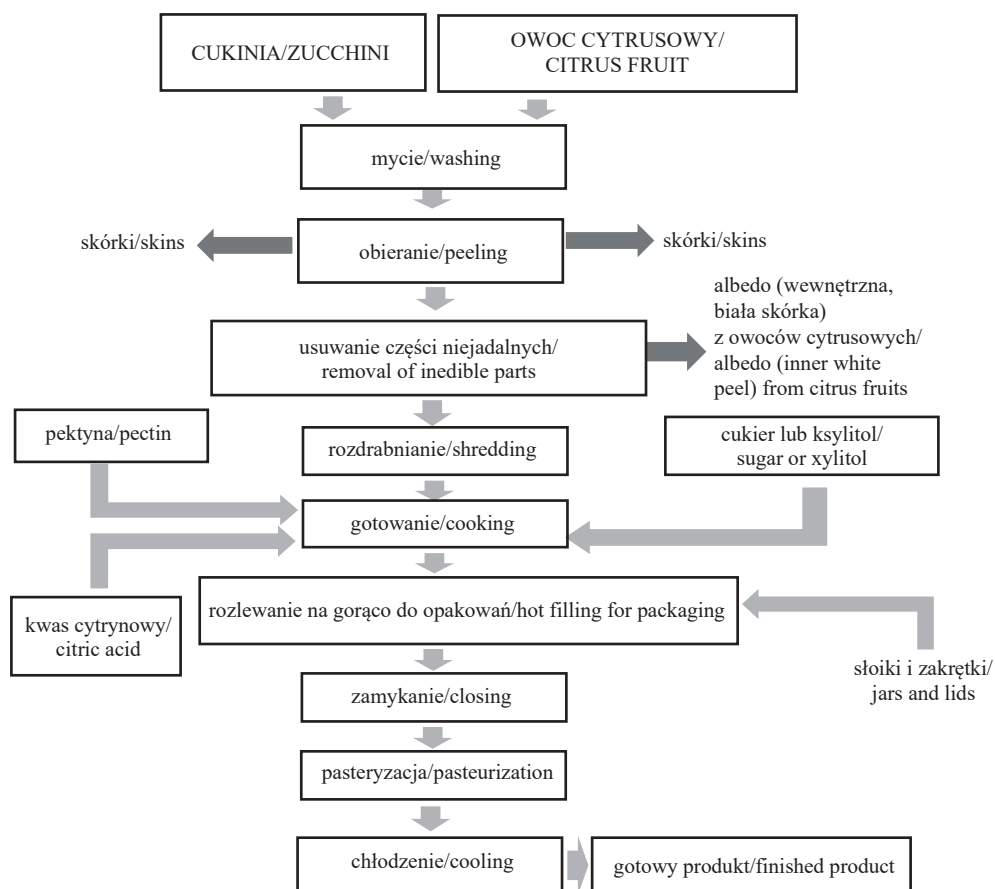 CUKINIA/ZUCCHINI
OWOC CYTRUSOWY/
CITRUS FRUIT
mycie/washing
skórki/skins
obieranie/peeling
skórki/skins
usuwanie części niejadalnych/
removal of inedible parts
albedo (wewnętrzna,
biała skórka)
z owoców cytrusowych/
albedo (inner white
peel) from citrus fruits
pektyna/pectin
rozdrabnianie/shredding
cukier lub ksylitol/
sugar or xylitol
gotowanie/cooking
kwas cytrynowy/
citric acid
rozlewanie na gorąco do opakowań/hot filling for packaging
słoiki i zakrętki/
jars and lids
zamykanie/closing
pasteryzacja/pasteurization
chłodzenie/cooling
gotowy produkt/finished product